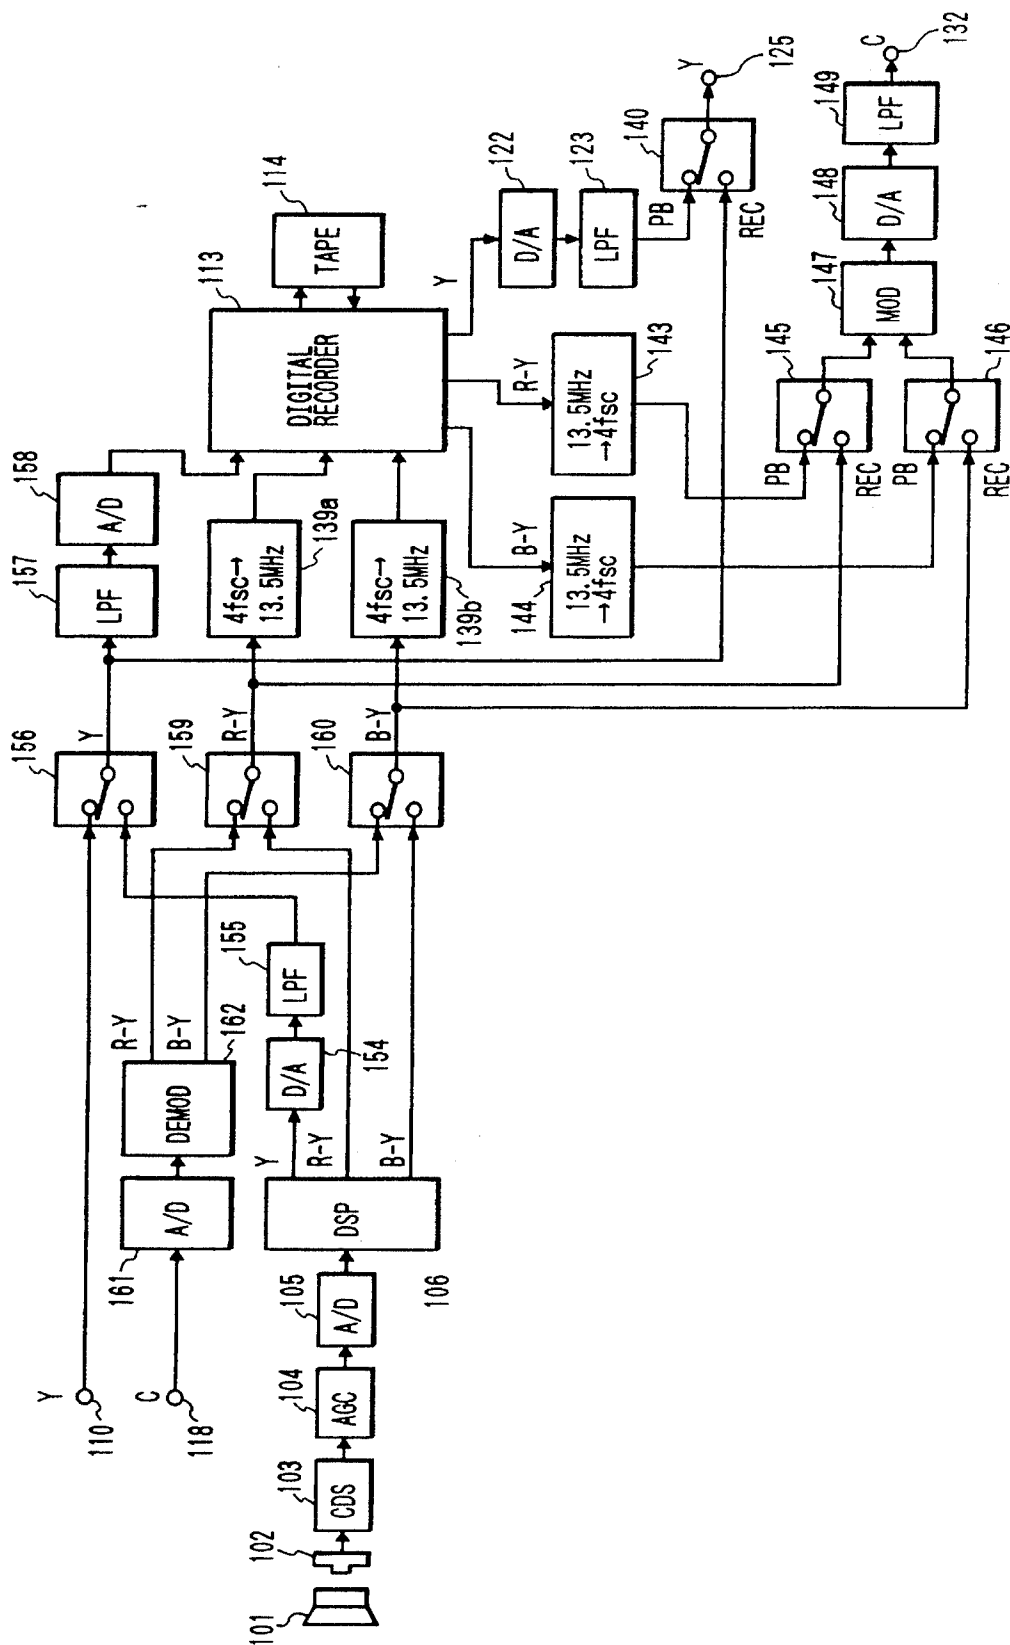 Y
110
C
118
101
102
103
CDS
104
AGC
105
A/D
106
DSP
161
A/D
DEMOD
162
R-Y
B-Y
Y
R-Y
B-Y
D/A
154
LPF
155
156
Y
159
R-Y
160
B-Y
157
LPF
158
A/D
4fsc→
13.5MHz
139a
4fsc→
13.5MHz
139b
113
DIGITAL
RECORDER
114
TAPE
Y
R-Y
B-Y
122
D/A
123
LPF
13.5MHz
→4fsc
143
144
13.5MHz
→4fsc
PB
REC
140
Y
125
PB
REC
145
PB
REC
146
147
MOD
148
D/A
149
LPF
C
132